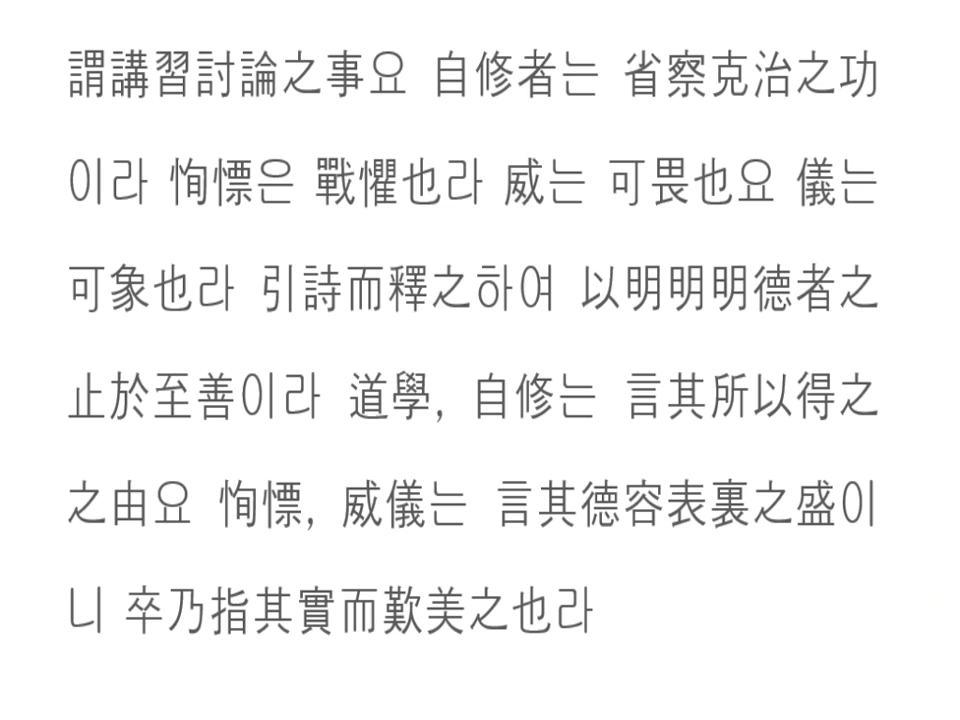 謂講習討論之事요 自修者는 省察克治之功
이라 恂慄은 戰懼也라 威는 可畏也요 儀는
可象也라 引詩而釋之하여 以明明明德者之
止於至善이라 道學, 自修는 言其所以得之
之由요 恂慄, 威儀는 言其德容表裏之盛이
니 卒乃指其實而歎美之也라